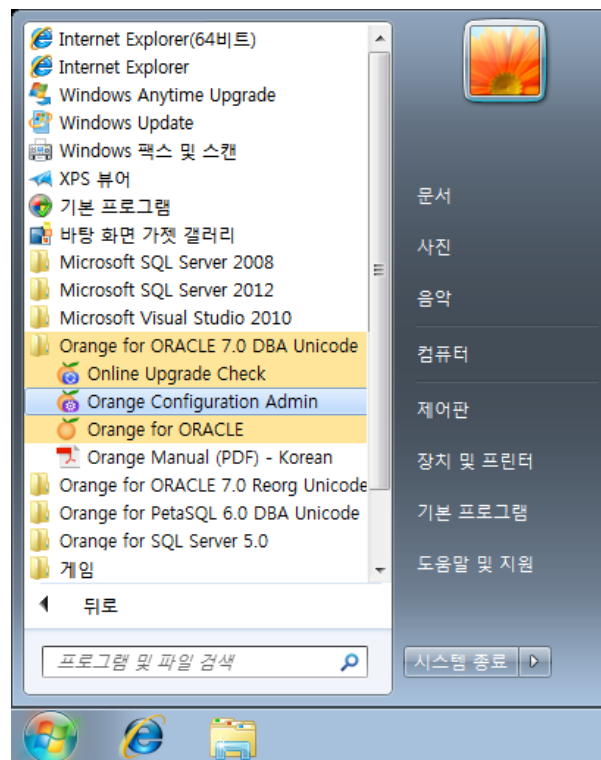 Internet Explorer(64비트)
Internet Explorer
Windows Anytime Upgrade
Windows Update
Windows 팩스 및 스캔
XPS 뷰어
기본 프로그램
바탕 화면 가젯 갤러리
Microsoft SQL Server 2008
Microsoft SQL Server 2012
Microsoft Visual Studio 2010
Orange for ORACLE 7.0 DBA Unicode
Online Upgrade Check
Orange Configuration Admin
Orange for ORACLE
Orange Manual (PDF) - Korean
Orange for ORACLE 7.0 Reorg Unicode
Orange for PetaSQL 6.0 DBA Unicode
Orange for SQL Server 5.0
게임
뒤로
프로그램 및 파일 검색
문서
사진
음악
컴퓨터
제어판
장치 및 프린터
기본 프로그램
도움말 및 지원
시스템 종료